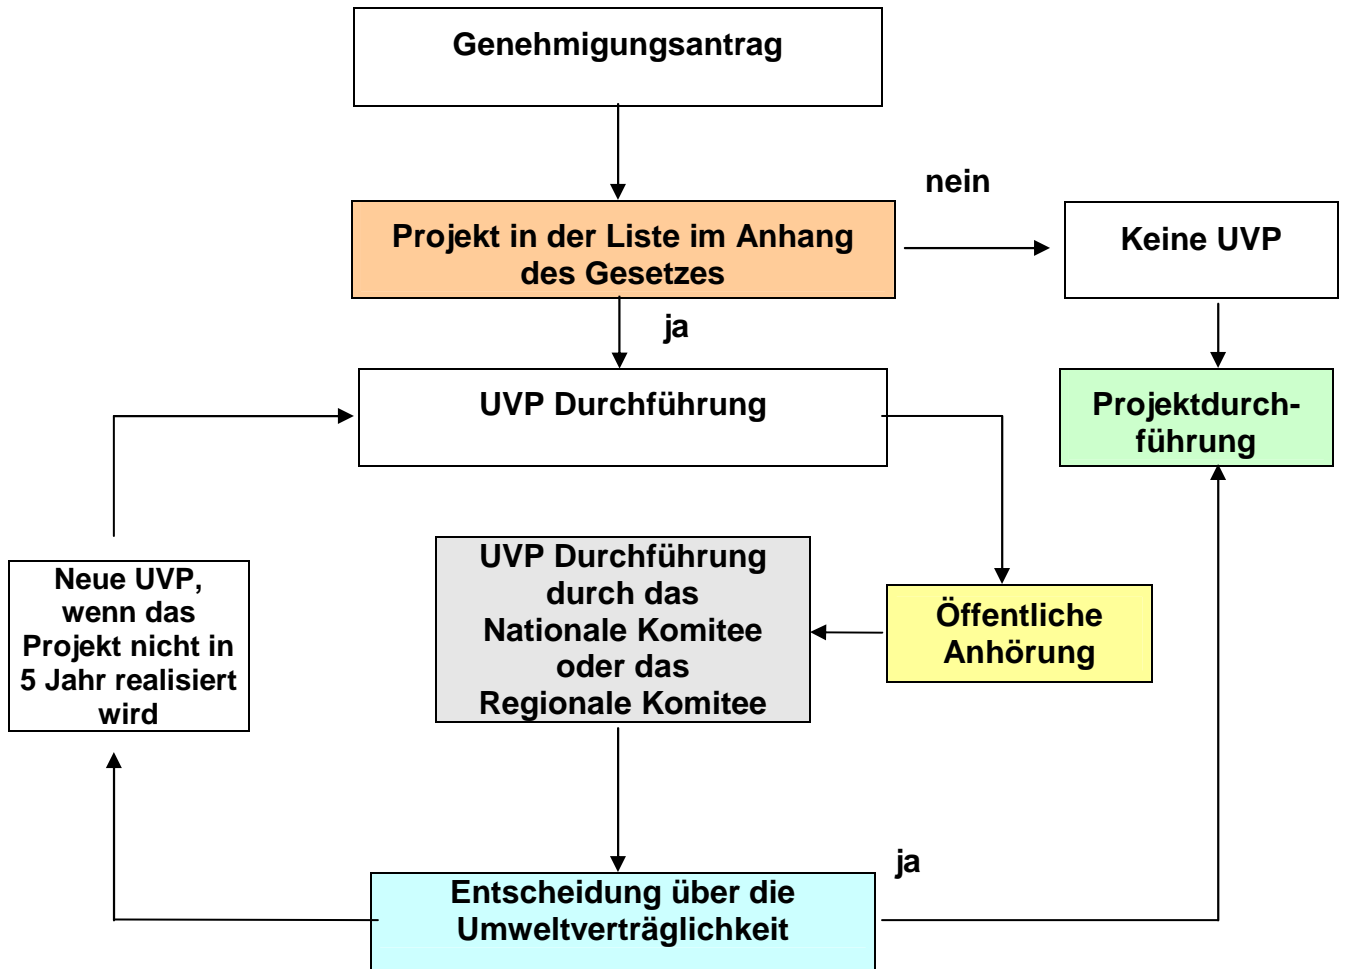 Genehmigungsantrag
nein
Projekt in der Liste im Anhang
des Gesetzes
Keine UVP
ja
UVP Durchführung
Projektdurch-
führung
UVP Durchführung
durch das
Nationale Komitee
oder das
Regionale Komitee
Öffentliche
Anhörung
Neue UVP,
wenn das
Projekt nicht in
5 Jahr realisiert
wird
ja
Entscheidung über die
Umweltverträglichkeit